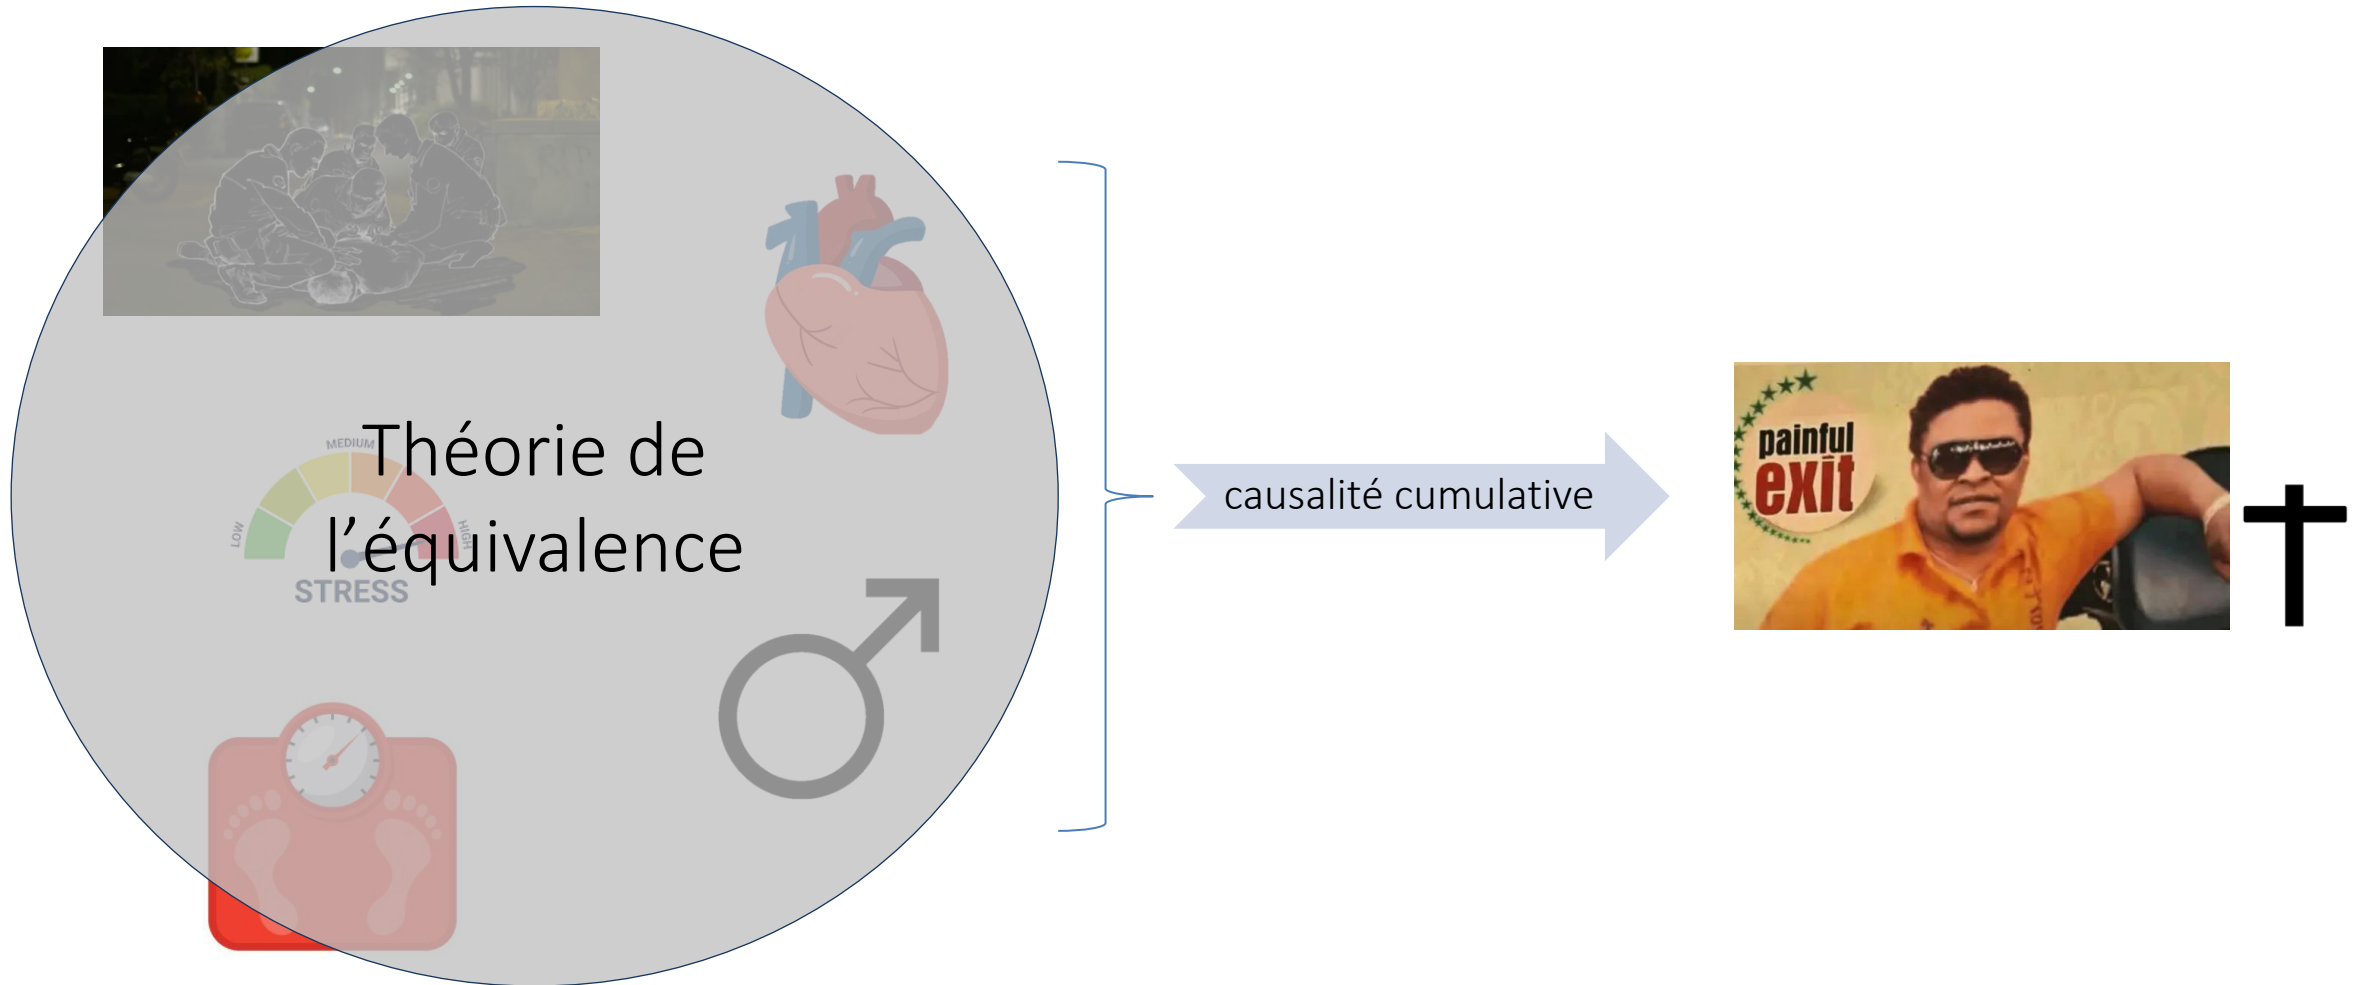 Théorie de
l’équivalence
MEDIUM
LOW
HIGH
STRESS
causalité cumulative
painful
exit